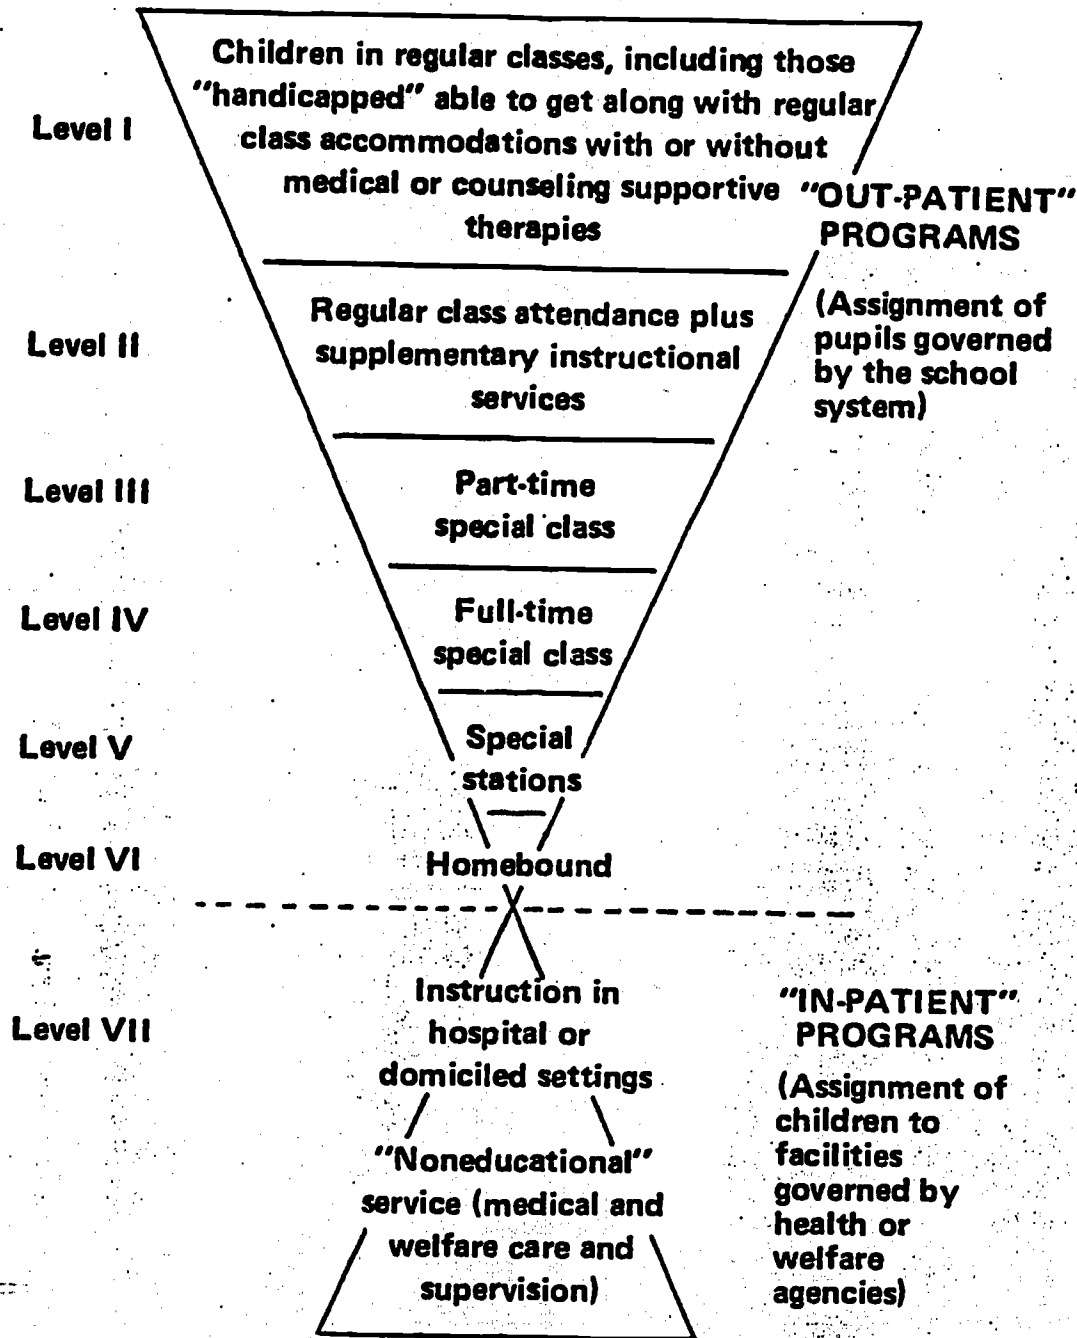 Children in regular classes, including those
"handicapped" able to get along with regular
Level I
class accommodations with or without
medical or counseling supportive
therapies
"OUT-PATIENT"
PROGRAMS
(Assignment of
pupils governed
by the school
system)
Level II
Regular class attendance plus
supplementary instructional
services
Level III
Part-time
special class
Level IV
Full-time
special class
Level V
Special
stations
Level VI
Homebound
Level VII
Instruction in
hospital or
domiciled settings
"Noneducational"
service (medical and
welfare care and
supervision)
"IN-PATIENT"
PROGRAMS
(Assignment of
children to
facilities
governed by
health or
welfare
agencies)